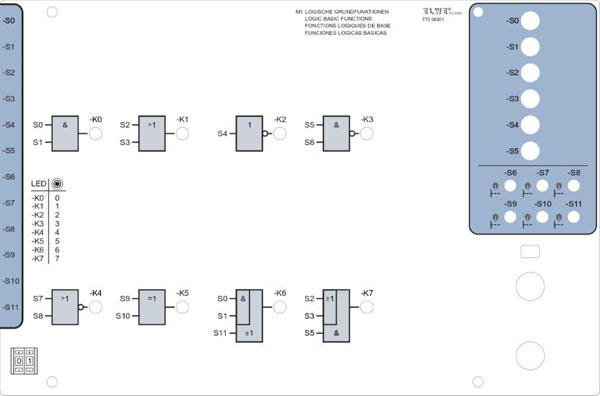 -S0
-S1
-S2
-S3
-S4
-S5
-S6
-S7
-S8
-S9
-S10
-S11
M1 LOGISCHE GRUNDFUNKTIONEN
LOGIC BASIC FUNCTIONS
FONCTIONS LOGIQUES DE BASE
FUNCIONES LOGICAS BASICAS
ELWE
773 04901
-S0
-S1
-S2
-S3
-S4
-S5
-S6 -S7 -S8
-S9 -S10 -S11
S0 & -K0
S1
S2 >1 -K1
S3
S4 1 -K2
S5 & -K3
S6
LED
-K0 0
-K1 1
-K2 2
-K3 3
-K4 4
-K5 5
-K6 6
-K7 7
S7 >1 -K4
S8
S9 =1 -K5
S10
S0 & -K6
S1
S11 ≥1
S2 ≥1 -K7
S3
S5 &
0 1